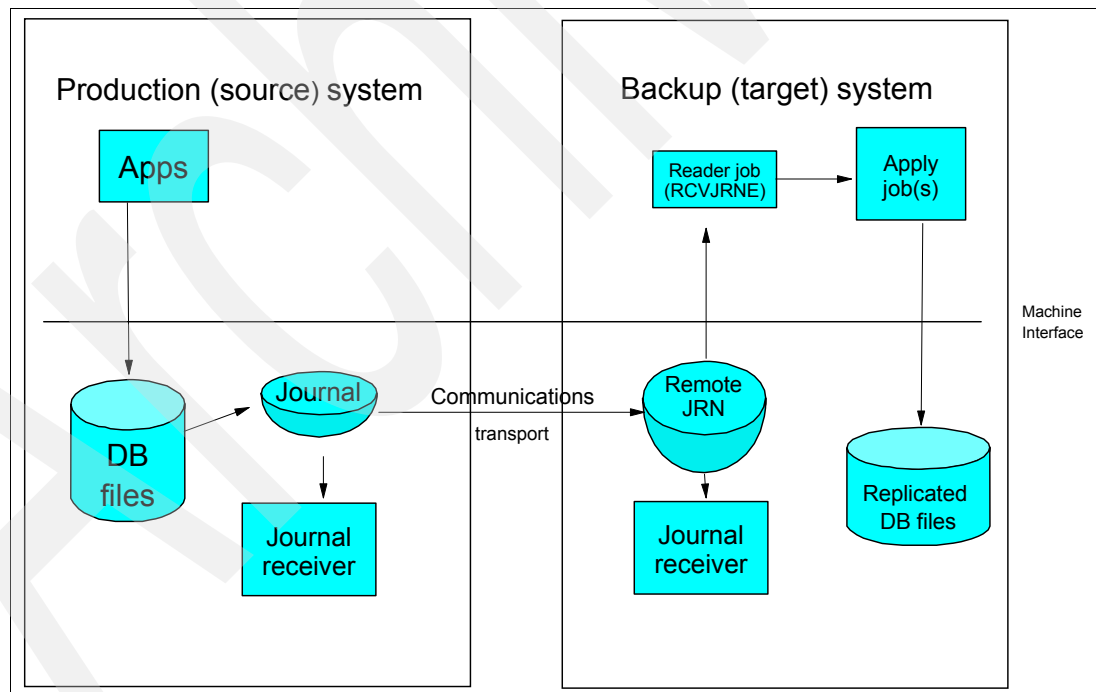 Production (source) system
Apps
DB
files
Journal
Journal
receiver
Communications
transport
Backup (target) system
Reader job
(RCVJRNE)
Apply
job(s)
Remote
JRN
Journal
receiver
Replicated
DB files
Machine
Interface